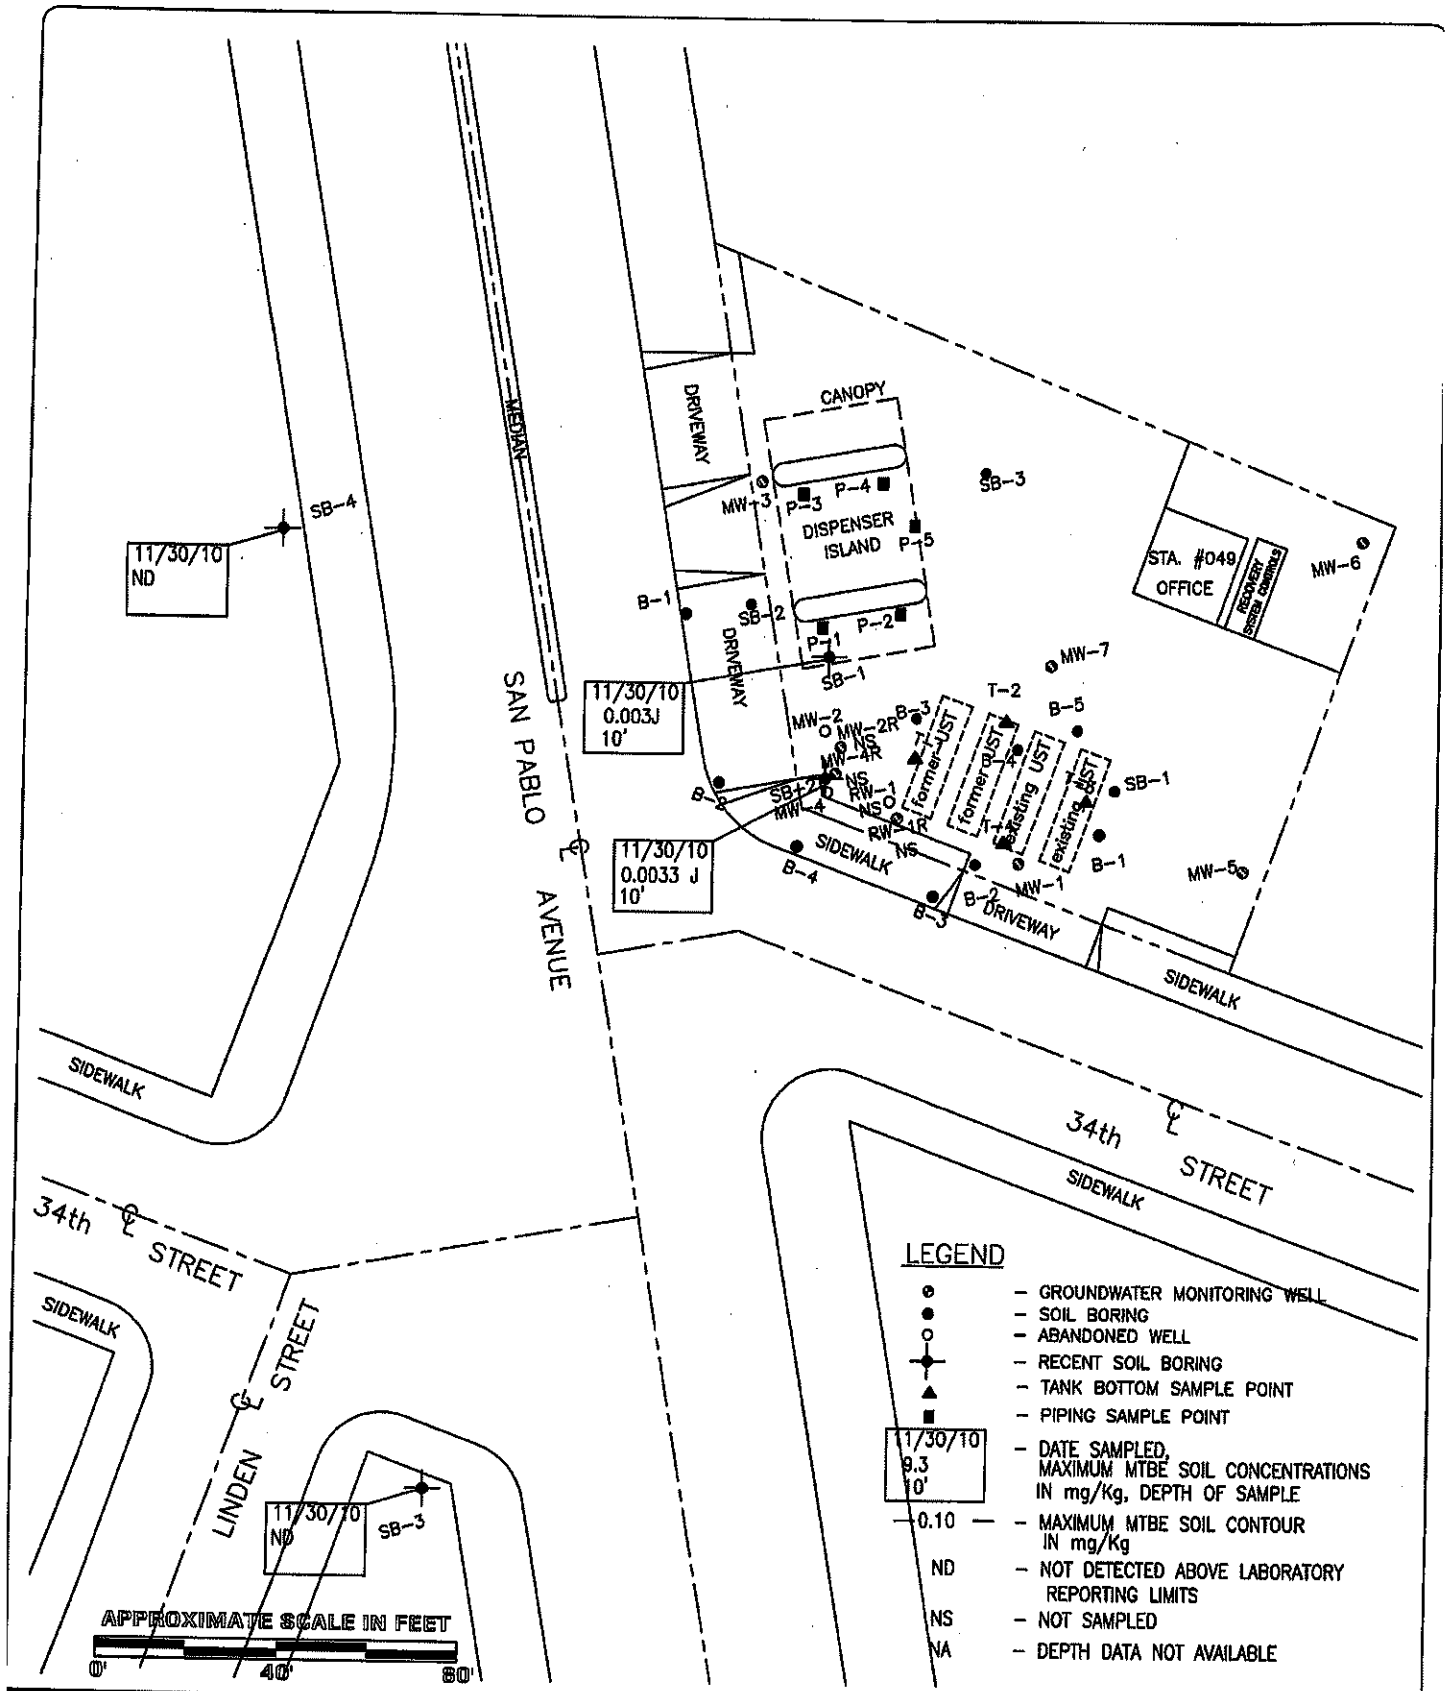 CANOPY
DRIVEWAY
MEDIAN
MW-3
P-3
P-4
SB-3
DISPENSER
ISLAND
P-5
SB-4
11/30/10
ND
STA. #049
OFFICE
RECOVERY
SYSTEM CONTROLS
MW-6
B-1
SB-2
P-1
P-2
DRIVEWAY
SB-1
MW-7
11/30/10
0.003J
10'
SAN PABLO
AVENUE
MW-2
MW-2R
NS
B-3
T-2
B-5
former UST
former UST
B-4
existing UST
existing UST
SB-1
MW-4R
NS
B-2
SB-2
MW-4
RW-1
NS
RW-1R
NS
B-1
SIDEWALK
B-4
11/30/10
0.0033 J
10'
B-3
B-2
MW-1
MW-5
DRIVEWAY
SIDEWALK
SIDEWALK
34th
STREET
SIDEWALK
34th
STREET
SIDEWALK
LINDEN
STREET
11/30/10
ND
SB-3
LEGEND
- GROUNDWATER MONITORING WELL
- SOIL BORING
- ABANDONED WELL
- RECENT SOIL BORING
- TANK BOTTOM SAMPLE POINT
- PIPING SAMPLE POINT
11/30/10
9.3
10'
- DATE SAMPLED,
MAXIMUM MTBE SOIL CONCENTRATIONS
IN mg/Kg, DEPTH OF SAMPLE
0.10 - MAXIMUM MTBE SOIL CONTOUR
IN mg/Kg
ND - NOT DETECTED ABOVE LABORATORY
REPORTING LIMITS
NS - NOT SAMPLED
NA - DEPTH DATA NOT AVAILABLE
APPROXIMATE SCALE IN FEET
0' 40' 80'